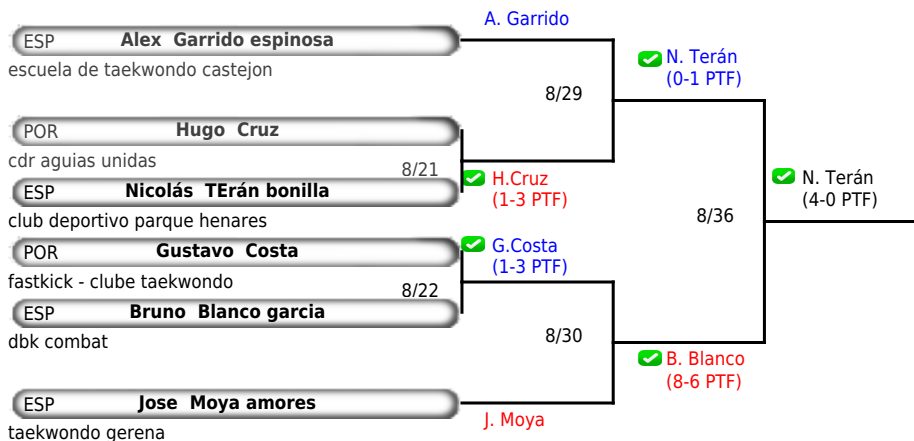 A. Garrido
ESP Alex Garrido espinosa
escuela de taekwondo castejon
N. Terán
(0-1 PTF)
8/29
POR Hugo Cruz
cdr aguias unidas
8/21
H.Cruz
(1-3 PTF)
ESP Nicolás TErán bonilla
club deportivo parque henares
N. Terán
(4-0 PTF)
8/36
POR Gustavo Costa
fastkick - clube taekwondo
G.Costa
(1-3 PTF)
8/22
ESP Bruno Blanco garcia
dbk combat
8/30
B. Blanco
(8-6 PTF)
ESP Jose Moya amores
taekwondo gerena
J. Moya